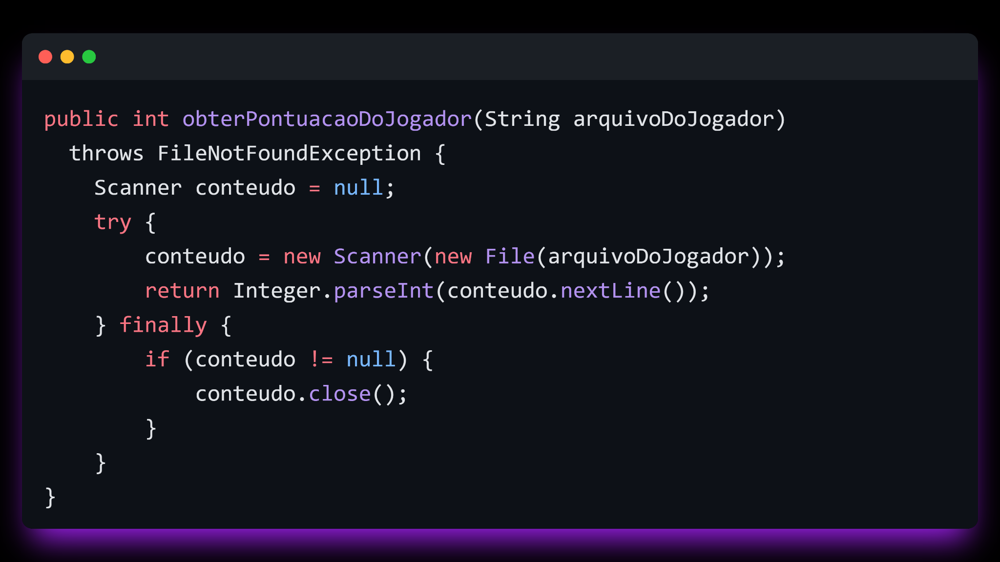 public int obterPontuacaoDoJogador(String arquivoDoJogador)
  throws FileNotFoundException {
    Scanner conteudo = null;
    try {
        conteudo = new Scanner(new File(arquivoDoJogador));
        return Integer.parseInt(conteudo.nextLine());
    } finally {
        if (conteudo != null) {
            conteudo.close();
        }
    }
}